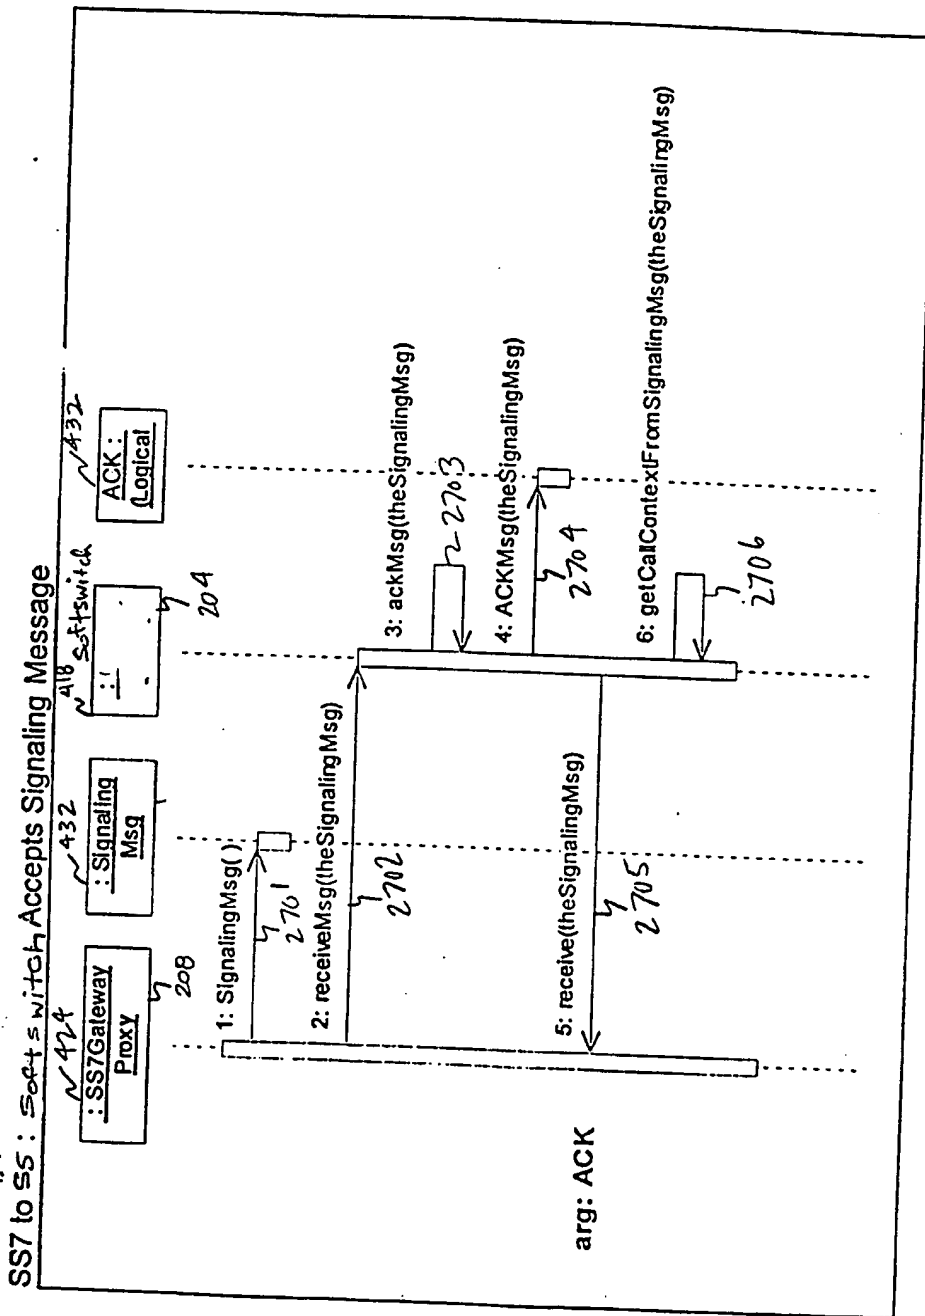 SS7 to SS: Softswitch Accepts Signaling Message
424
: SS7Gateway
Proxy
208
432
: Signaling
Msg
418
softswitch
: :
204
432
ACK :
(Logical
1: SignalingMsg( )
2701
2: receiveMsg(theSignalingMsg)
2702
3: ackMsg(theSignalingMsg)
2703
4: ACKMsg(theSignalingMsg)
2704
5: receive(theSignalingMsg)
2705
6: getCallContextFromSignalingMsg(theSignalingMsg)
2706
arg: ACK